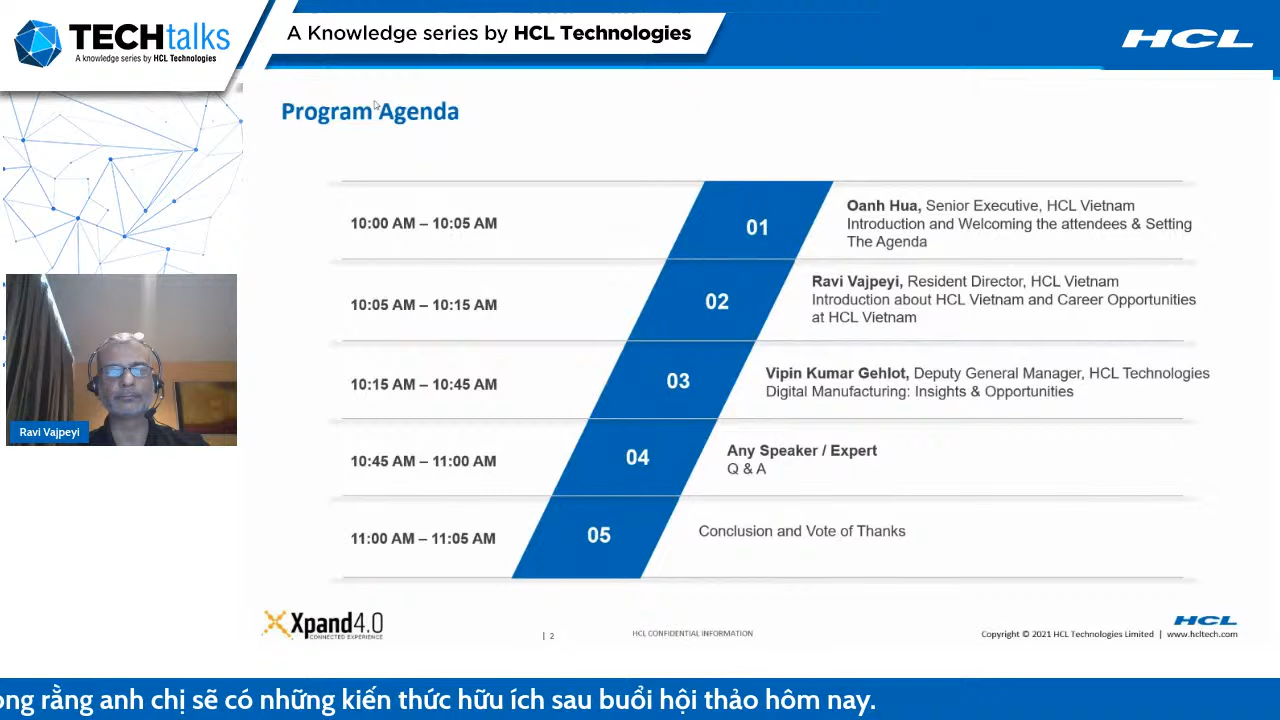 TECHtalks
A knowledge series by HCL Technologies
A Knowledge series by HCL Technologies
HCL
Program Agenda
10:00 AM – 10:05 AM
01
Oanh Hua, Senior Executive, HCL Vietnam
Introduction and Welcoming the attendees & Setting
The Agenda
10:05 AM – 10:15 AM
02
Ravi Vajpeyi, Resident Director, HCL Vietnam
Introduction about HCL Vietnam and Career Opportunities
at HCL Vietnam
10:15 AM – 10:45 AM
03
Vipin Kumar Gehlot, Deputy General Manager, HCL Technologies
Digital Manufacturing: Insights & Opportunities
10:45 AM – 11:00 AM
04
Any Speaker / Expert
Q & A
11:00 AM – 11:05 AM
05
Conclusion and Vote of Thanks
Ravi Vajpeyi
Xpand4.0
CONNECTED EXPERIENCE
| 2
HCL CONFIDENTIAL INFORMATION
HCL
Copyright © 2021 HCL Technologies Limited | www.hcltech.com
rằng anh chị sẽ có những kiến thức hữu ích sau buổi hội thảo hôm nay.